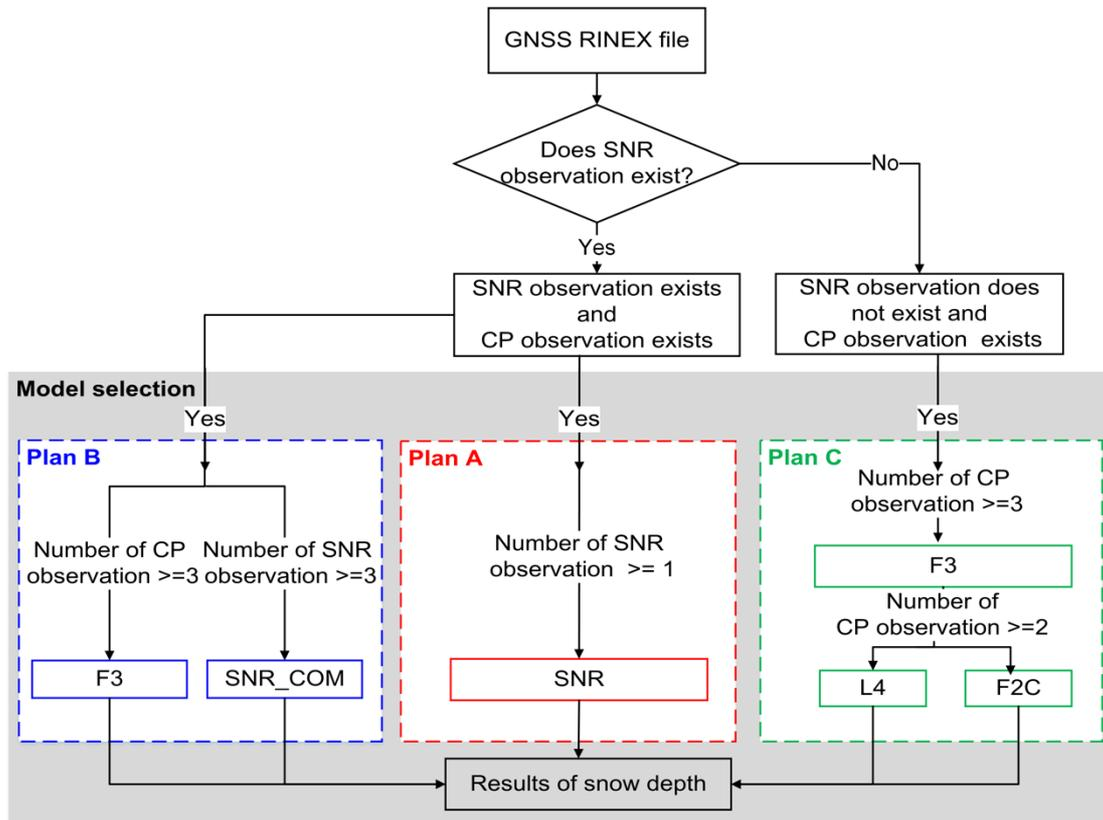 GNSS RINEX file
Does SNR
observation exist?
No
Yes
SNR observation exists
and
CP observation exists
SNR observation does
not exist and
CP observation exists
Model selection
Yes
Yes
Yes
Plan B
Number of CP
observation >=3
Number of SNR
observation >=3
F3
SNR_COM
Plan A
Number of SNR
observation >= 1
SNR
Plan C
Number of CP
observation >=3
F3
Number of
CP observation >=2
L4
F2C
Results of snow depth